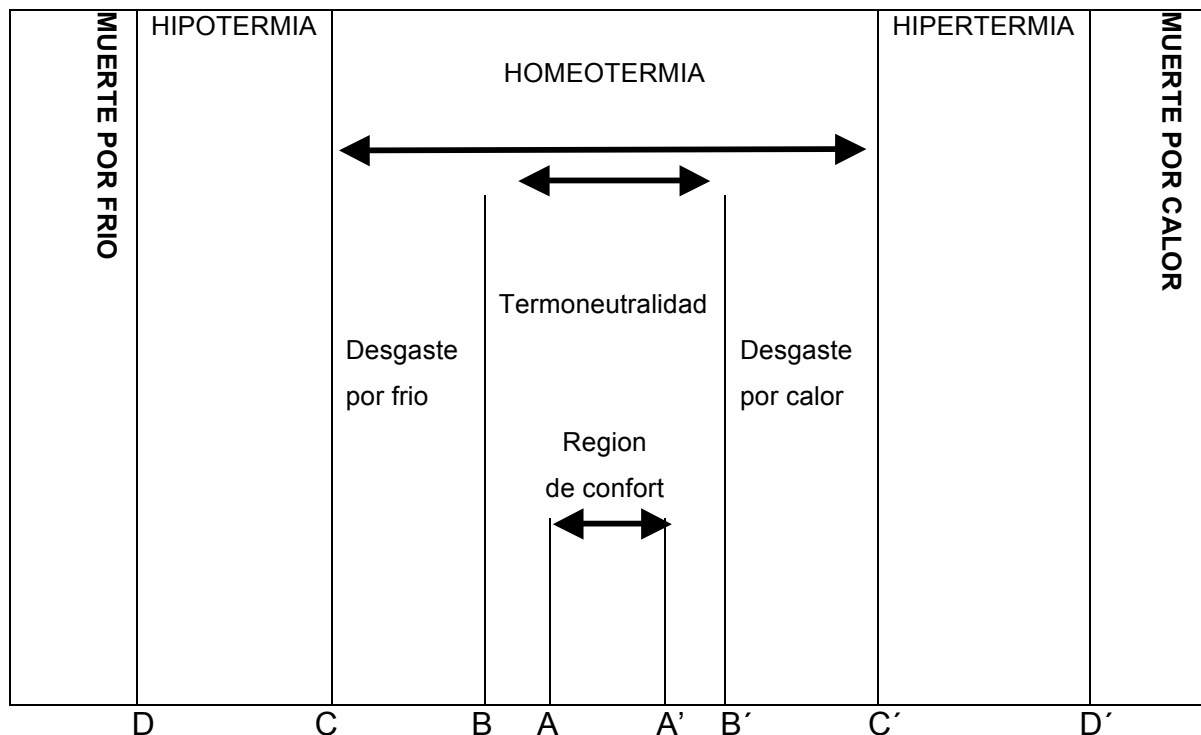 MUERTE POR FRIO
HIPOTERMIA
HOMEOTERMIA
HIPERTERMIA
MUERTE POR CALOR
Termoneutralidad
Desgaste
por frio
Desgaste
por calor
Region
de confort
D C B A A’ B´ C´ D´